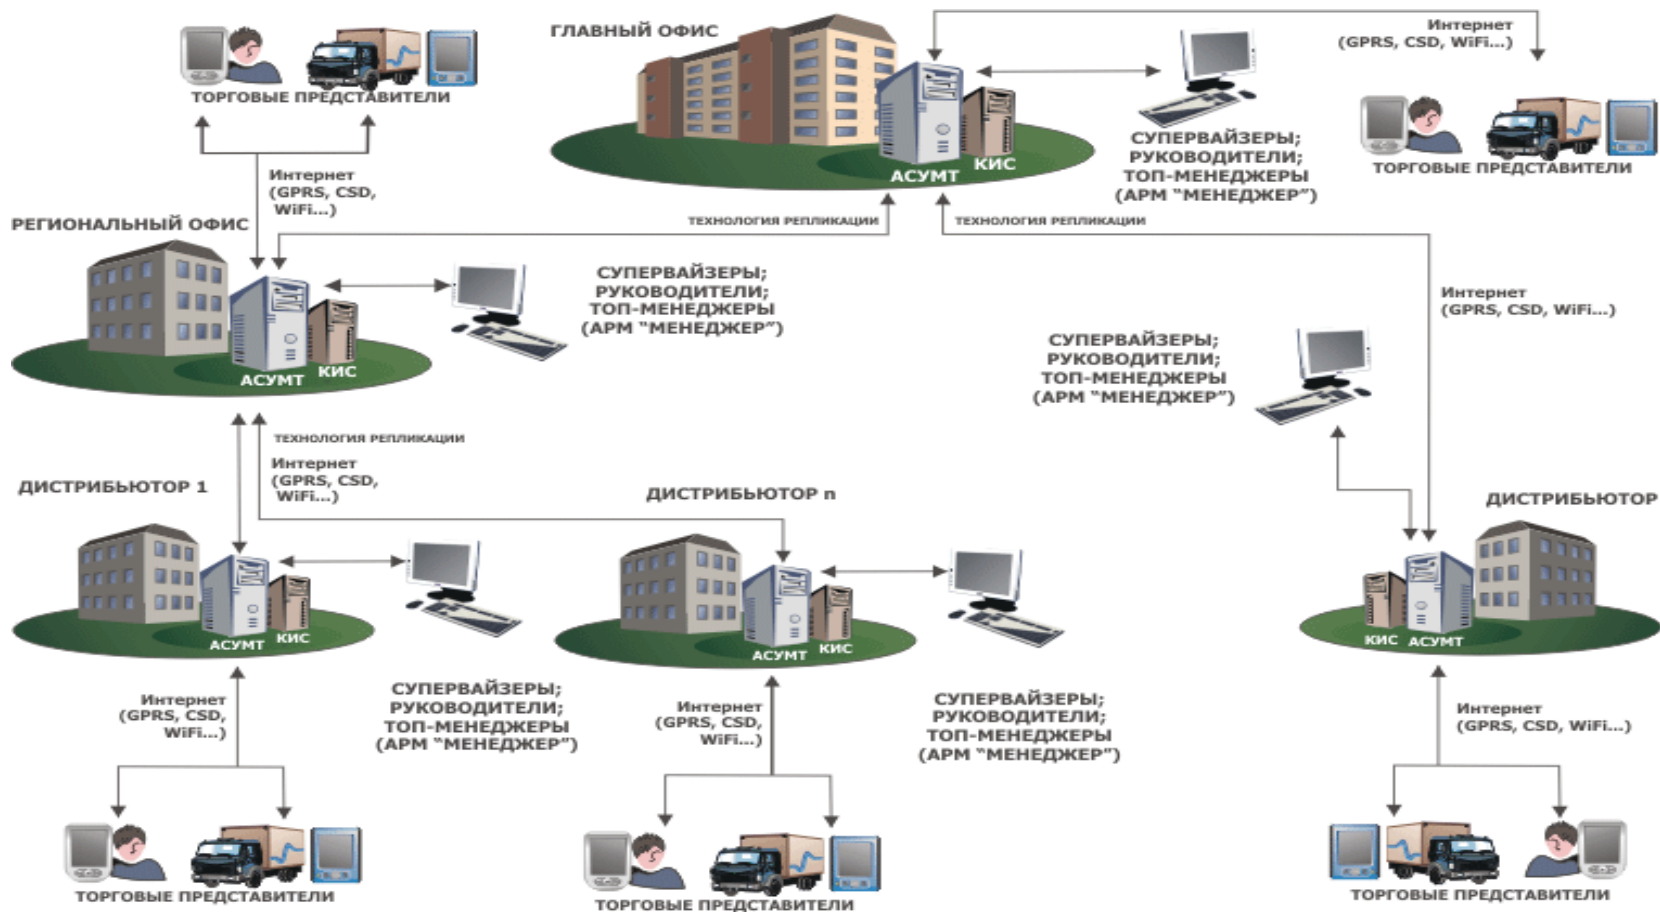 ГЛАВНЫЙ ОФИС
Интернет
(GPRS, CSD, WiFi...)
ТОРГОВЫЕ ПРЕДСТАВИТЕЛИ
СУПЕРВАЙЗЕРЫ;
РУКОВОДИТЕЛИ;
ТОП-МЕНЕДЖЕРЫ
(АРМ “МЕНЕДЖЕР”)
КИС
АСУМТ
ТОРГОВЫЕ ПРЕДСТАВИТЕЛИ
Интернет
(GPRS, CSD,
WiFi...)
РЕГИОНАЛЬНЫЙ ОФИС
ТЕХНОЛОГИЯ РЕПЛИКАЦИИ
ТЕХНОЛОГИЯ РЕПЛИКАЦИИ
СУПЕРВАЙЗЕРЫ;
РУКОВОДИТЕЛИ;
ТОП-МЕНЕДЖЕРЫ
(АРМ “МЕНЕДЖЕР”)
АСУМТ
КИС
Интернет
(GPRS, CSD, WiFi...)
СУПЕРВАЙЗЕРЫ;
РУКОВОДИТЕЛИ;
ТОП-МЕНЕДЖЕРЫ
(АРМ “МЕНЕДЖЕР”)
ТЕХНОЛОГИЯ РЕПЛИКАЦИИ
Интернет
(GPRS, CSD,
WiFi...)
ДИСТРИБЬЮТОР 1
ДИСТРИБЬЮТОР n
ДИСТРИБЬЮТОР
АСУМТ
КИС
АСУМТ
КИС
КИС
АСУМТ
Интернет
(GPRS, CSD,
WiFi...)
СУПЕРВАЙЗЕРЫ;
РУКОВОДИТЕЛИ;
ТОП-МЕНЕДЖЕРЫ
(АРМ “МЕНЕДЖЕР”)
Интернет
(GPRS, CSD,
WiFi...)
СУПЕРВАЙЗЕРЫ;
РУКОВОДИТЕЛИ;
ТОП-МЕНЕДЖЕРЫ
(АРМ “МЕНЕДЖЕР”)
Интернет
(GPRS, CSD, WiFi...)
ТОРГОВЫЕ ПРЕДСТАВИТЕЛИ
ТОРГОВЫЕ ПРЕДСТАВИТЕЛИ
ТОРГОВЫЕ ПРЕДСТАВИТЕЛИ